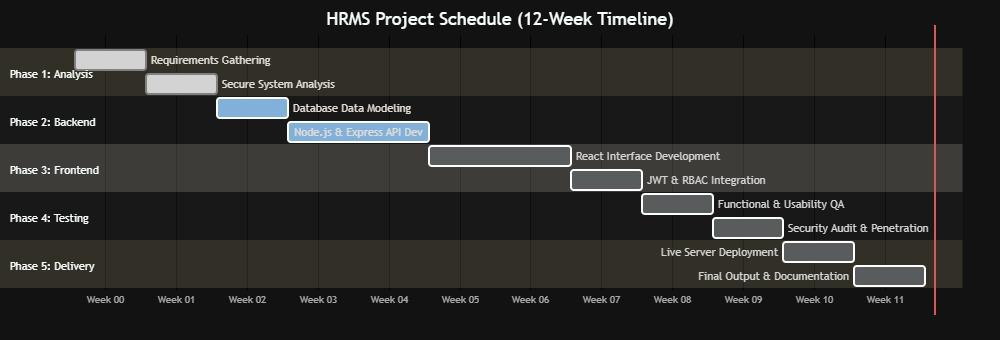 HRMS Project Schedule (12-Week Timeline)
Requirements Gathering
Phase 1: Analysis
Secure System Analysis
Database Data Modeling
Phase 2: Backend
Node.js & Express API Dev
React Interface Development
Phase 3: Frontend
JWT & RBAC Integration
Functional & Usability QA
Phase 4: Testing
Security Audit & Penetration
Live Server Deployment
Phase 5: Delivery
Final Output & Documentation
Week 00 Week 01 Week 02 Week 03 Week 04 Week 05 Week 06 Week 07 Week 08 Week 09 Week 10 Week 11